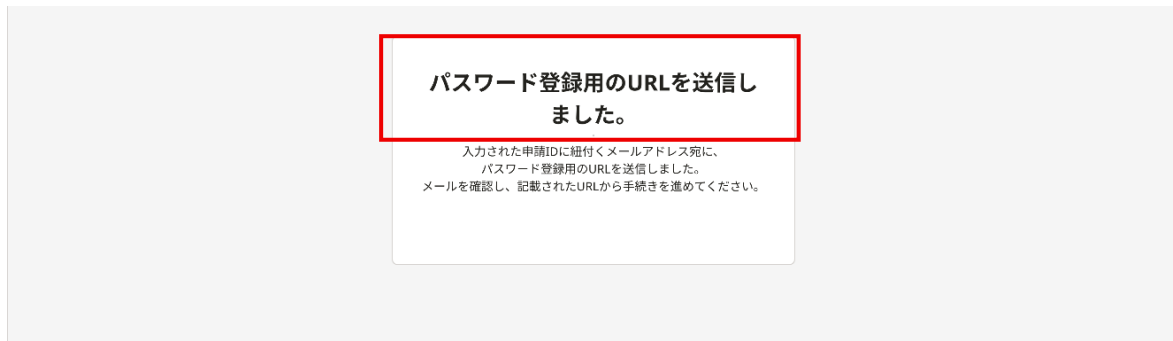 パスワード登録用のURLを送信し
ました。
入力された申請IDに紐付くメールアドレス宛に、
パスワード登録用のURLを送信しました。
メールを確認し、記載されたURLから手続きを進めてください。